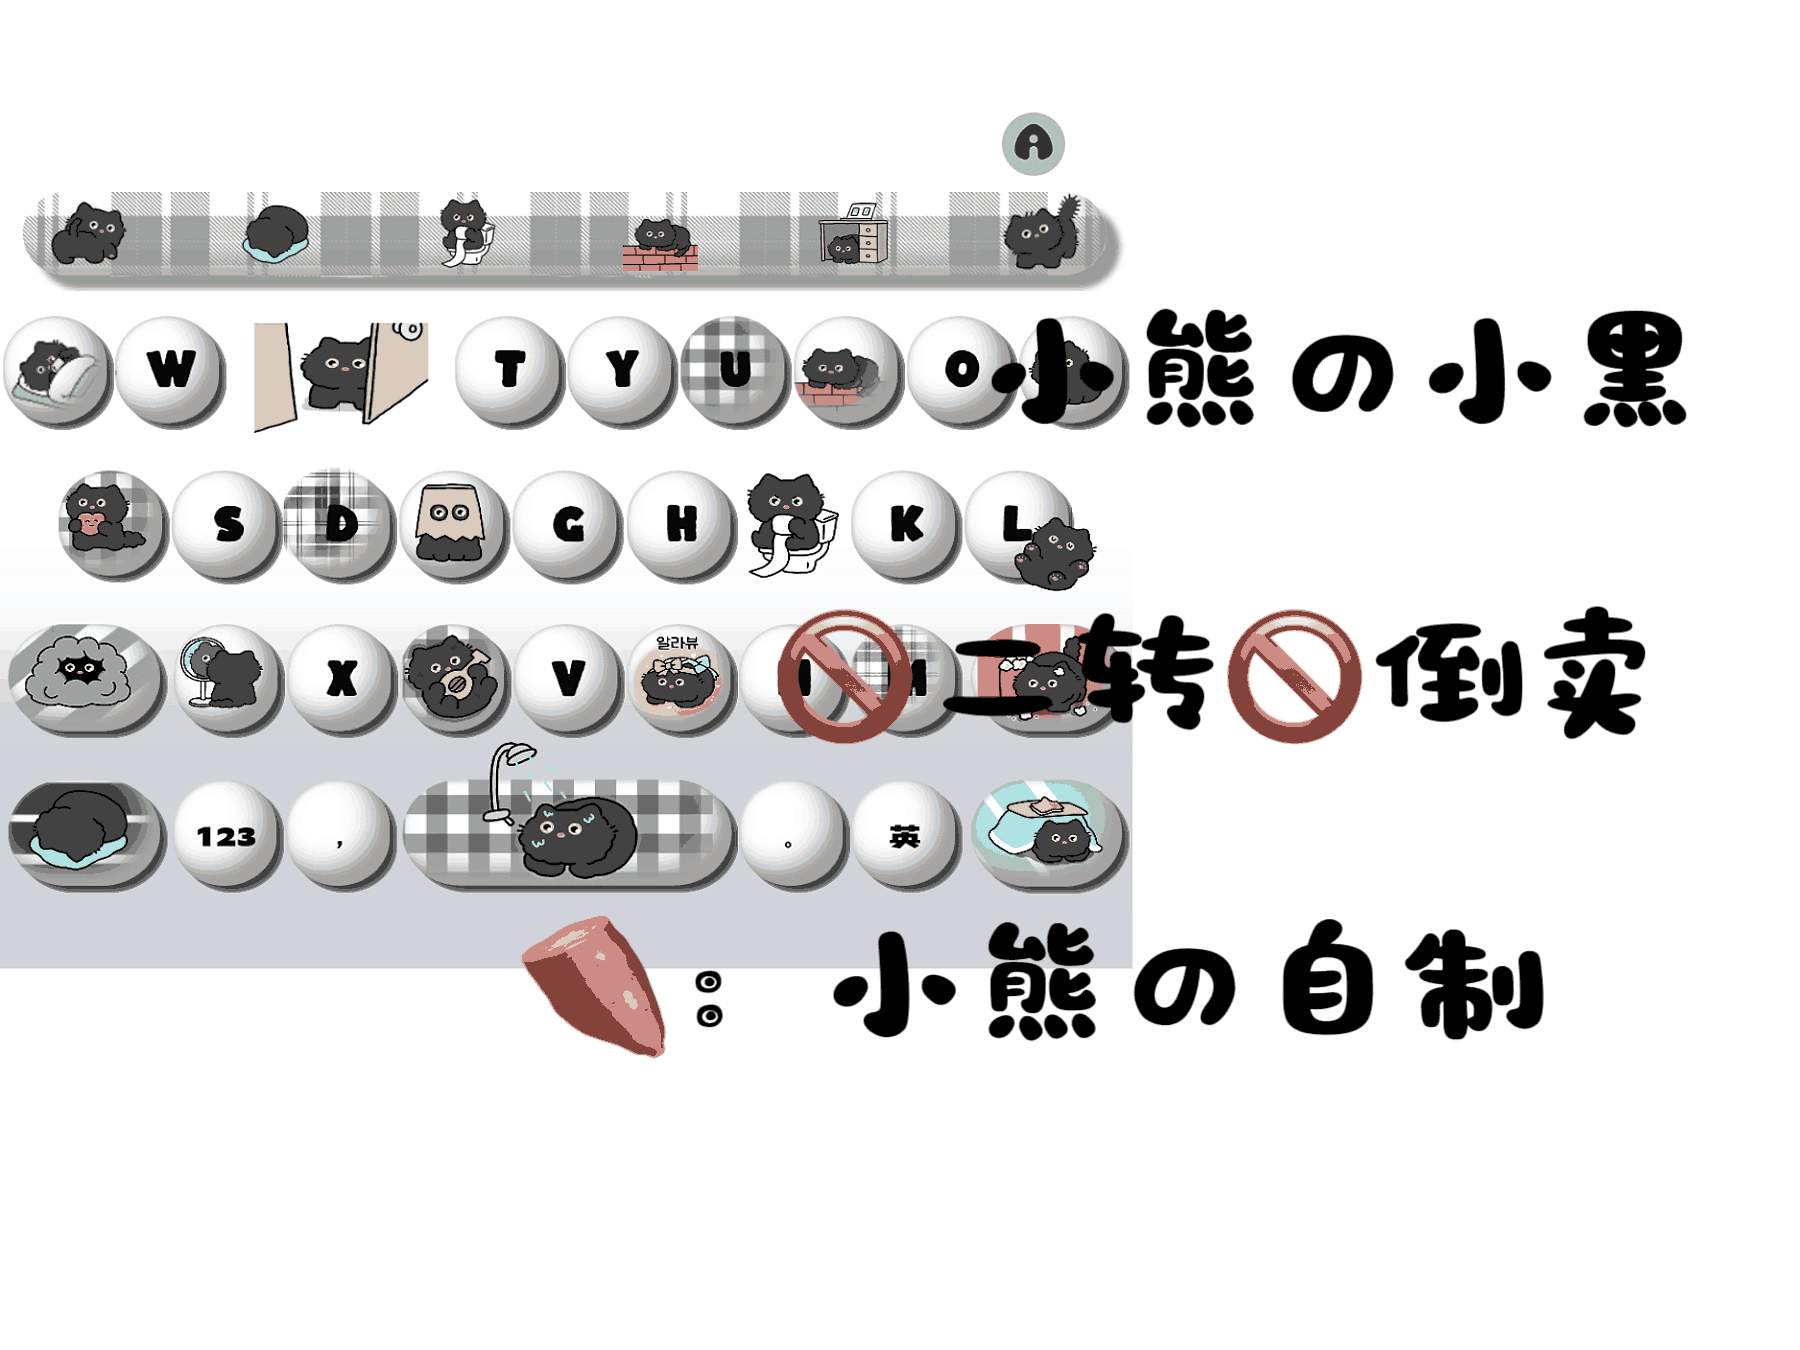 A
W T Y U O 小熊の小黑
S D G H K L
알라뷰
X V 🚫二转🚫倒卖
123 , 。 英
🍠: 小熊の自制